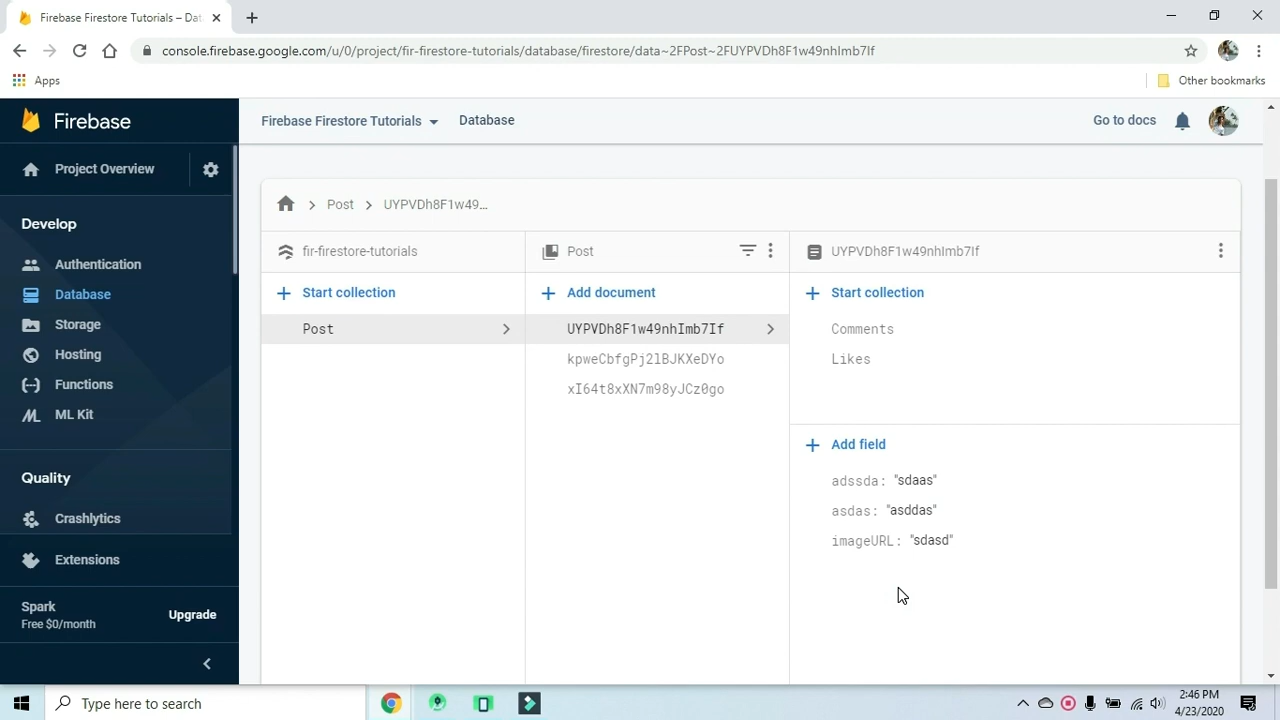 Firebase Firestore Tutorials – Dat
console.firebase.google.com/u/0/project/fir-firestore-tutorials/database/firestore/data~2FPost~2FUYPVDh8F1w49nhImb7If
Apps
Other bookmarks
Firebase
Firebase Firestore Tutorials
Database
Go to docs
Project Overview
Develop
Authentication
Database
Storage
Hosting
Functions
ML Kit
Quality
Crashlytics
Extensions
Spark
Free $0/month
Upgrade
Post
UYPVDh8F1w49...
fir-firestore-tutorials
Start collection
Post
Post
Add document
UYPVDh8F1w49nhImb7If
kpweCbfgPj2lBJKXeDYo
xI64t8xXN7m98yJCz0go
UYPVDh8F1w49nhImb7If
Start collection
Comments
Likes
Add field
adssda: "sdaas"
asdas: "asddas"
imageURL: "sdasd"
Type here to search
2:46 PM
4/23/2020